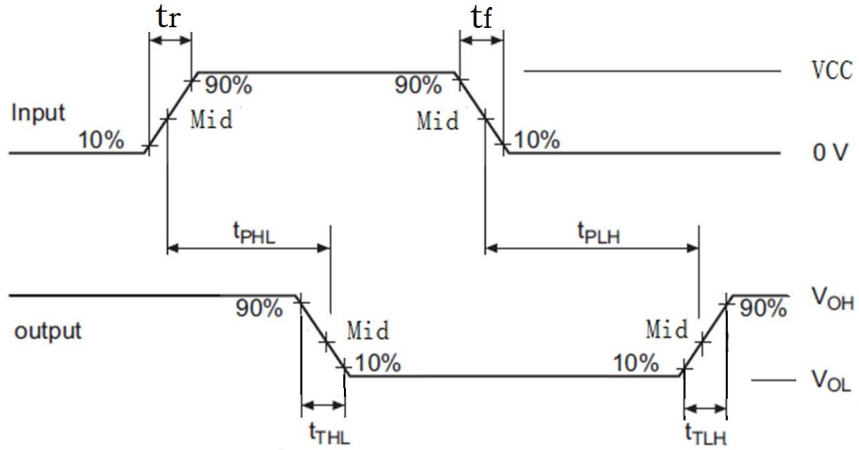 tr tf
90% 90% VCC
Input Mid Mid
10% 10% 0 V
tPHL tPLH
90% 90% VOH
output Mid Mid
10% 10% VOL
tTHL tTLH